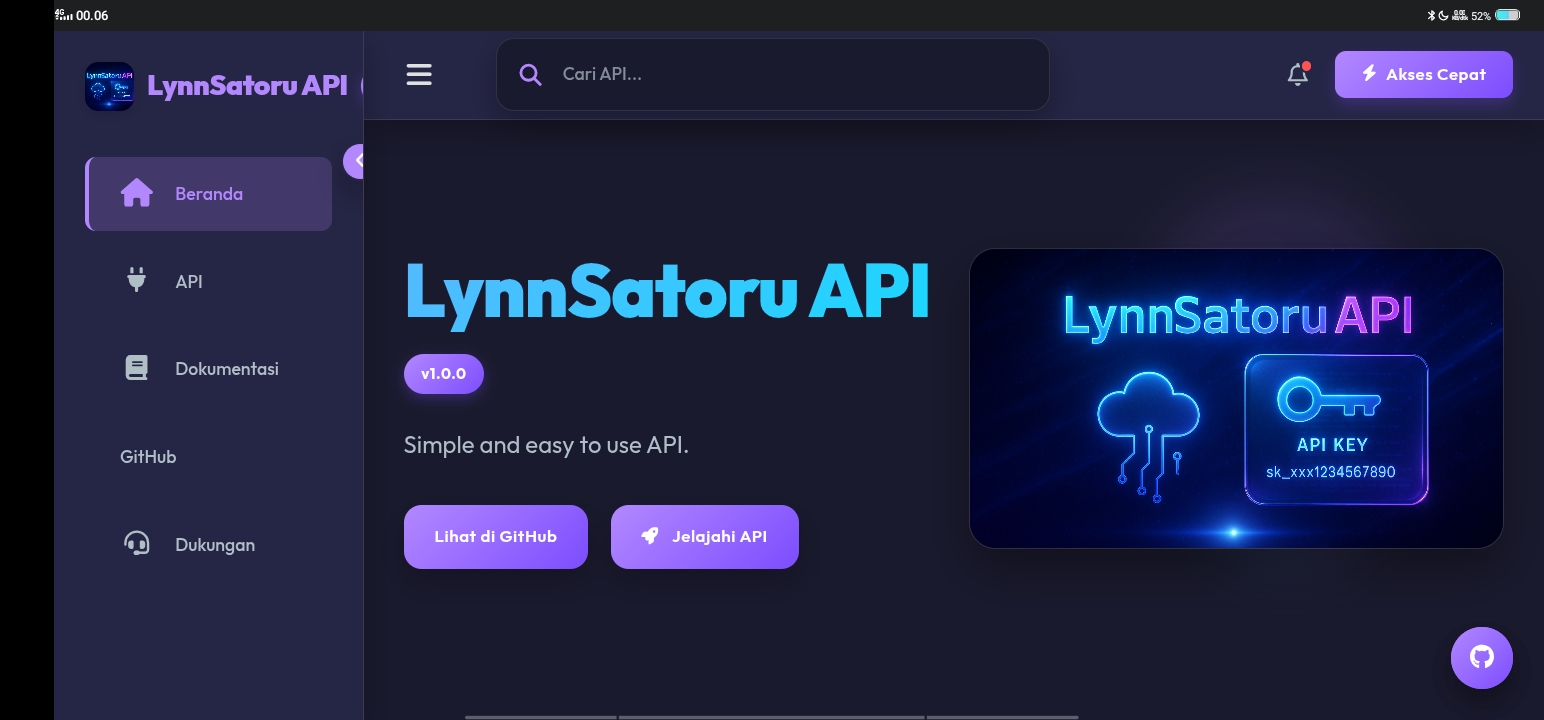 4G 00.06
52%
LynnSatoru API
Cari API...
Akses Cepat
Beranda
API
Dokumentasi
GitHub
Dukungan
LynnSatoru API
v1.0.0
Simple and easy to use API.
Lihat di GitHub
Jelajahi API
LynnSatoru API
API KEY
sk_xxx1234567890